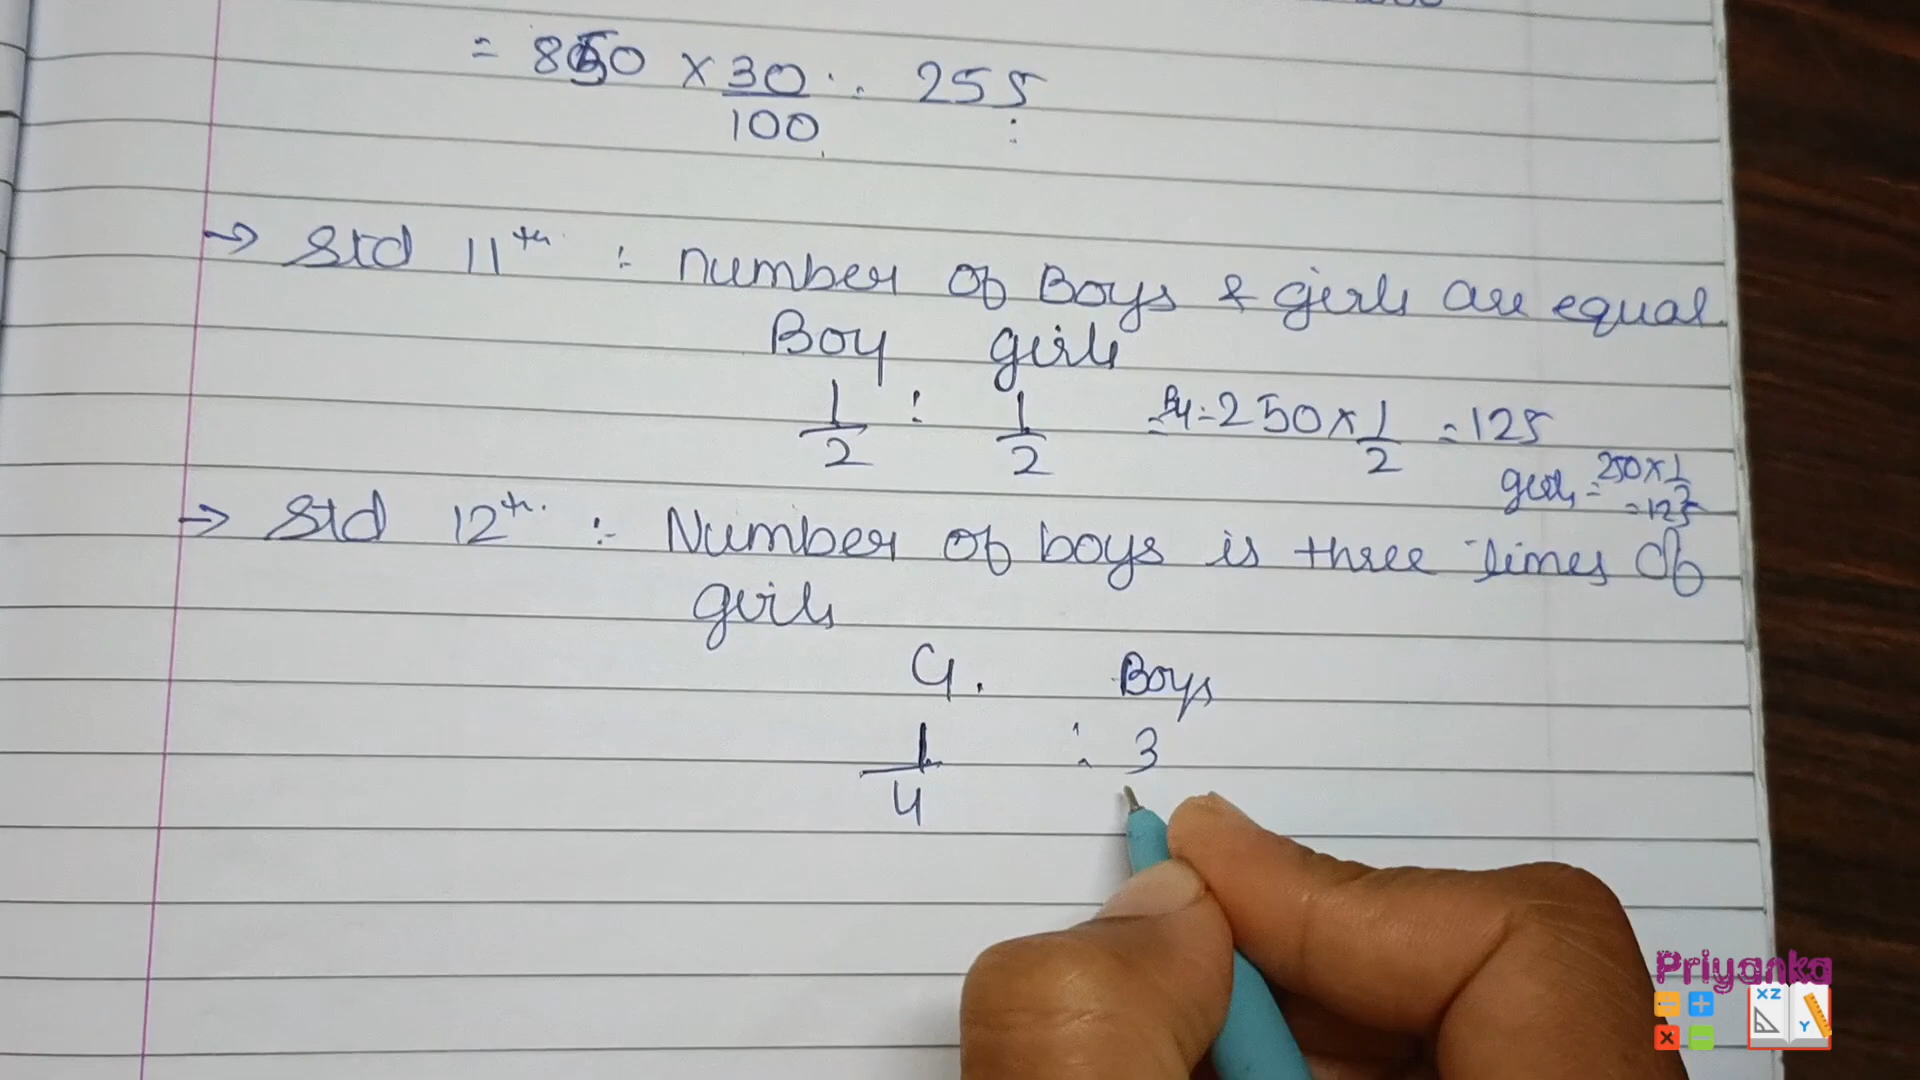 = 850 × 30/100 = 255
→ Std 11th : number of Boys & girls are equal
Boy girls
1/2 : 1/2 = By = 250 × 1/2 = 125
girls = 250 × 1/2
= 125
→ Std 12th :- Number of boys is three times of
girls
G. Boys
1/4 : 3
Priyanka
XZ
Y